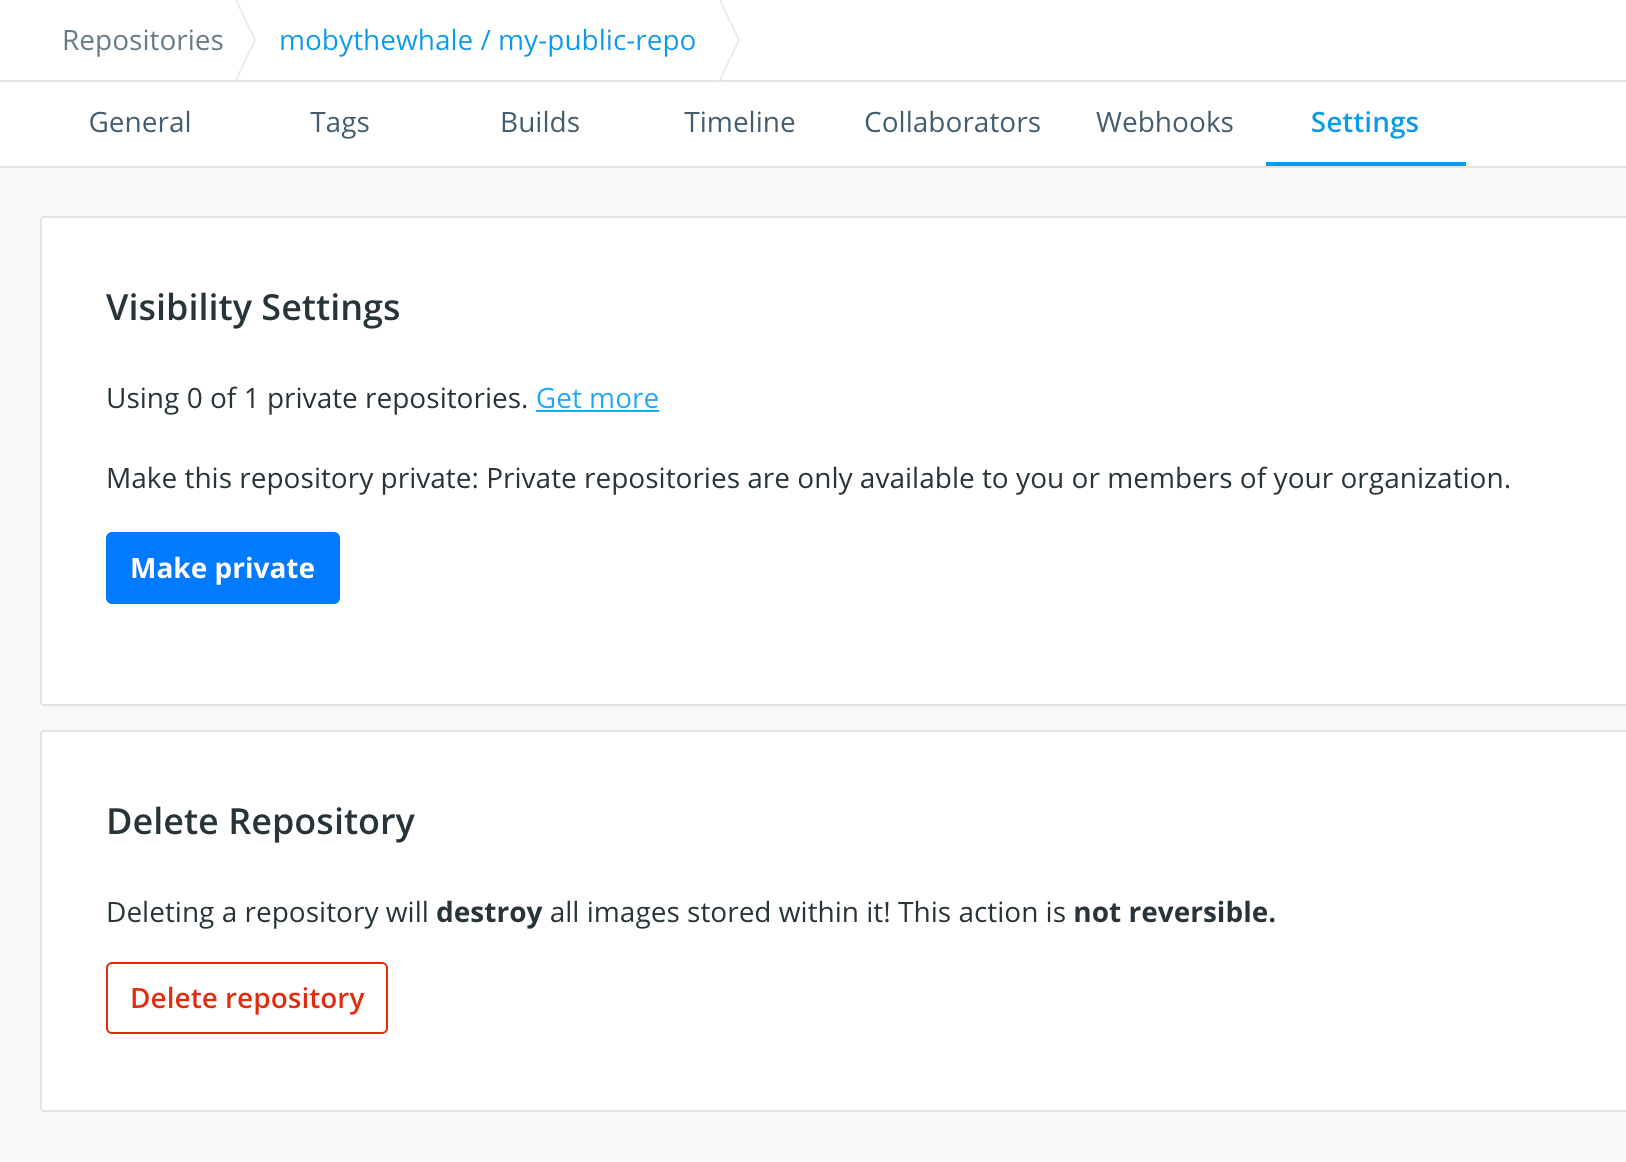 Repositories mobythewhale / my-public-repo
General Tags Builds Timeline Collaborators Webhooks Settings
Visibility Settings
Using 0 of 1 private repositories. Get more
Make this repository private: Private repositories are only available to you or members of your organization.
Make private
Delete Repository
Deleting a repository will destroy all images stored within it! This action is not reversible.
Delete repository